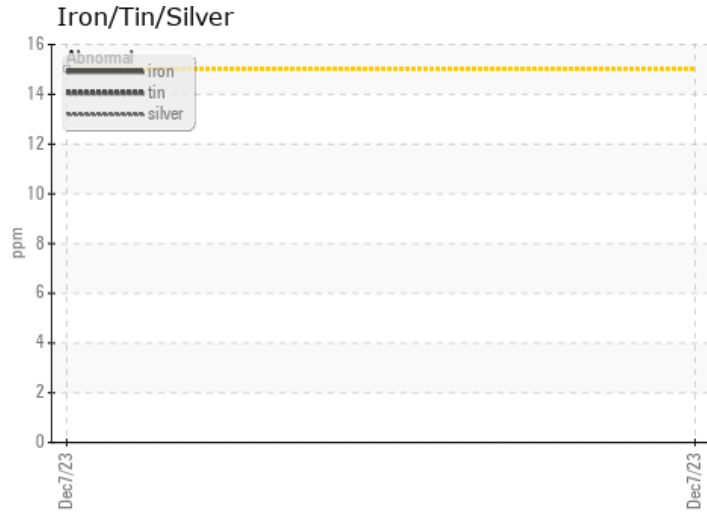 Iron/Tin/Silver
16
14
12
10
8
6
4
2
0
ppm
Abnormal
iron
tin
silver
Dec7/23
Dec7/23